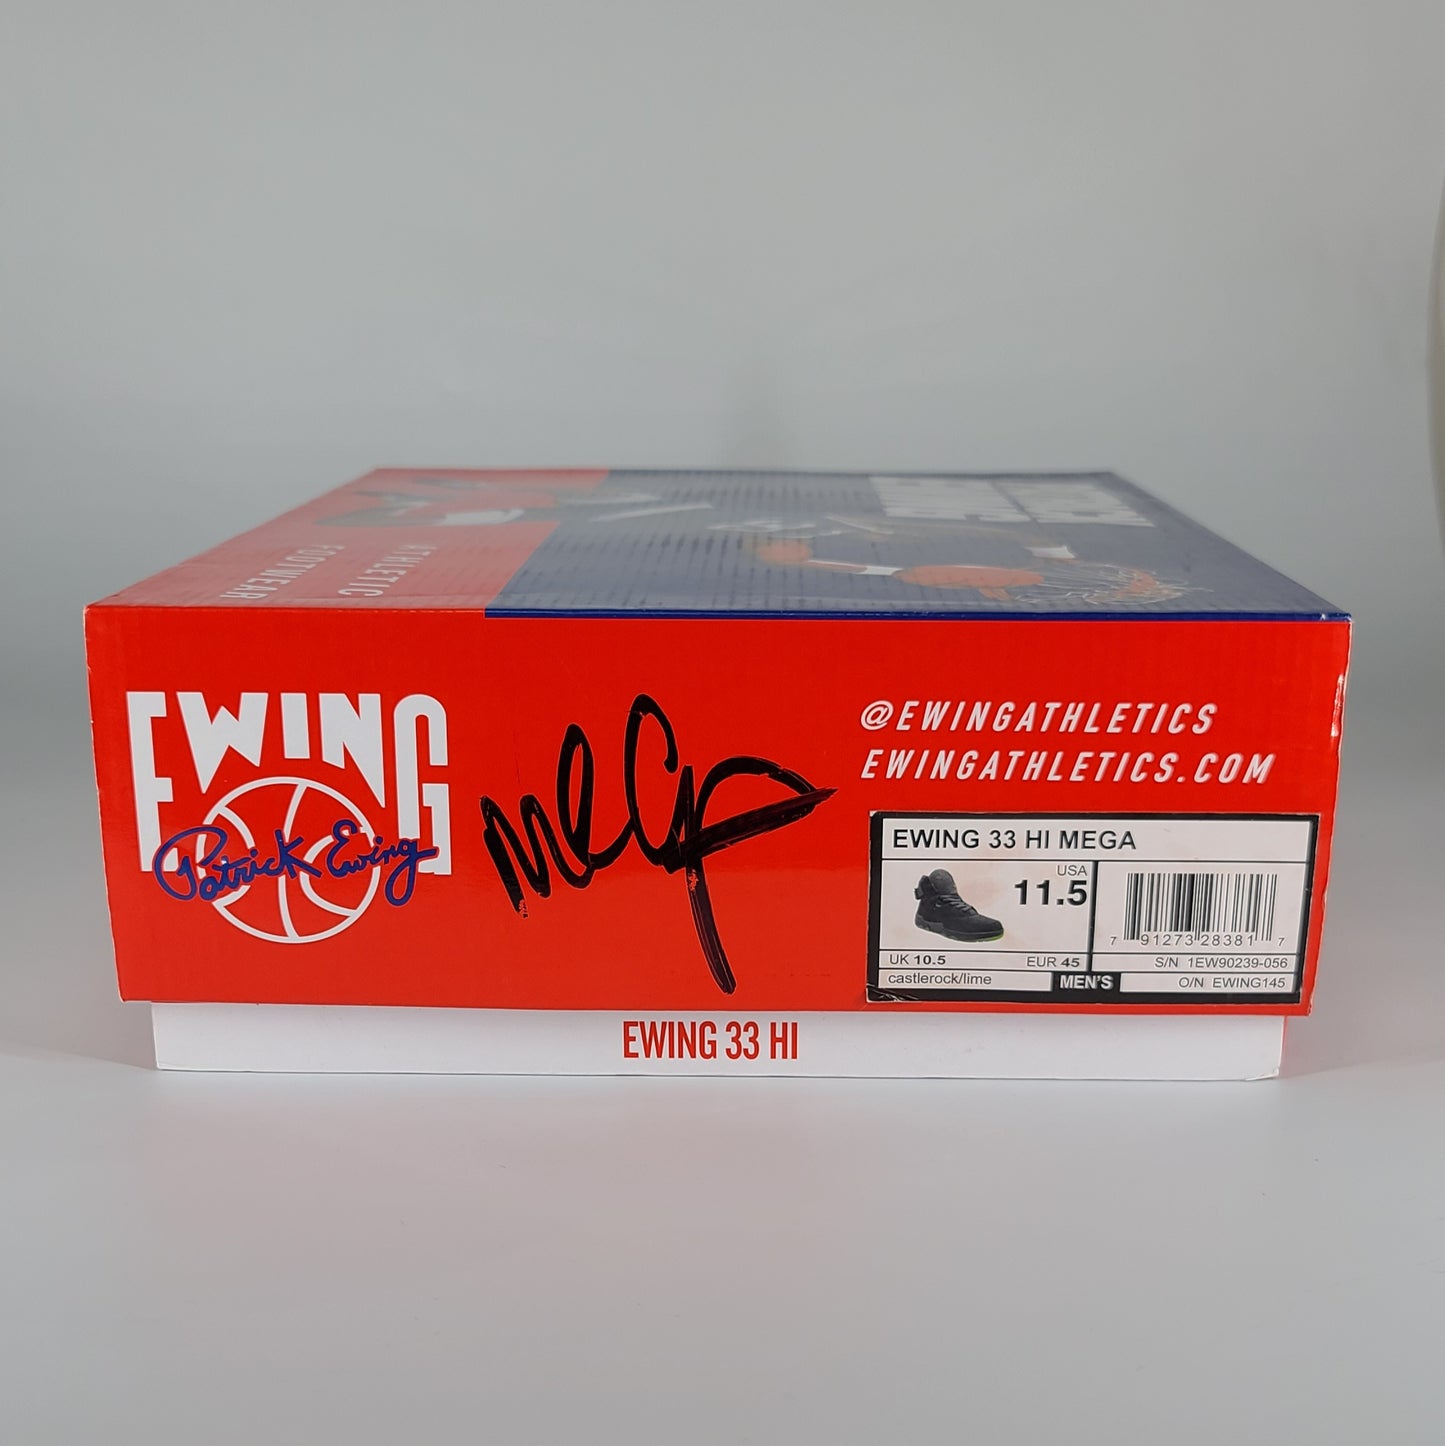 ATHLETIC
FOOTWEAR
EWING
Patrick Ewing
@EWINGATHLETICS
EWINGATHLETICS.COM
EWING 33 HI MEGA
USA
11.5
UK 10.5 EUR 45
castlerock/lime MEN'S
7 91273 28381 7
S/N 1EW90239-056
O/N EWING145
EWING 33 HI